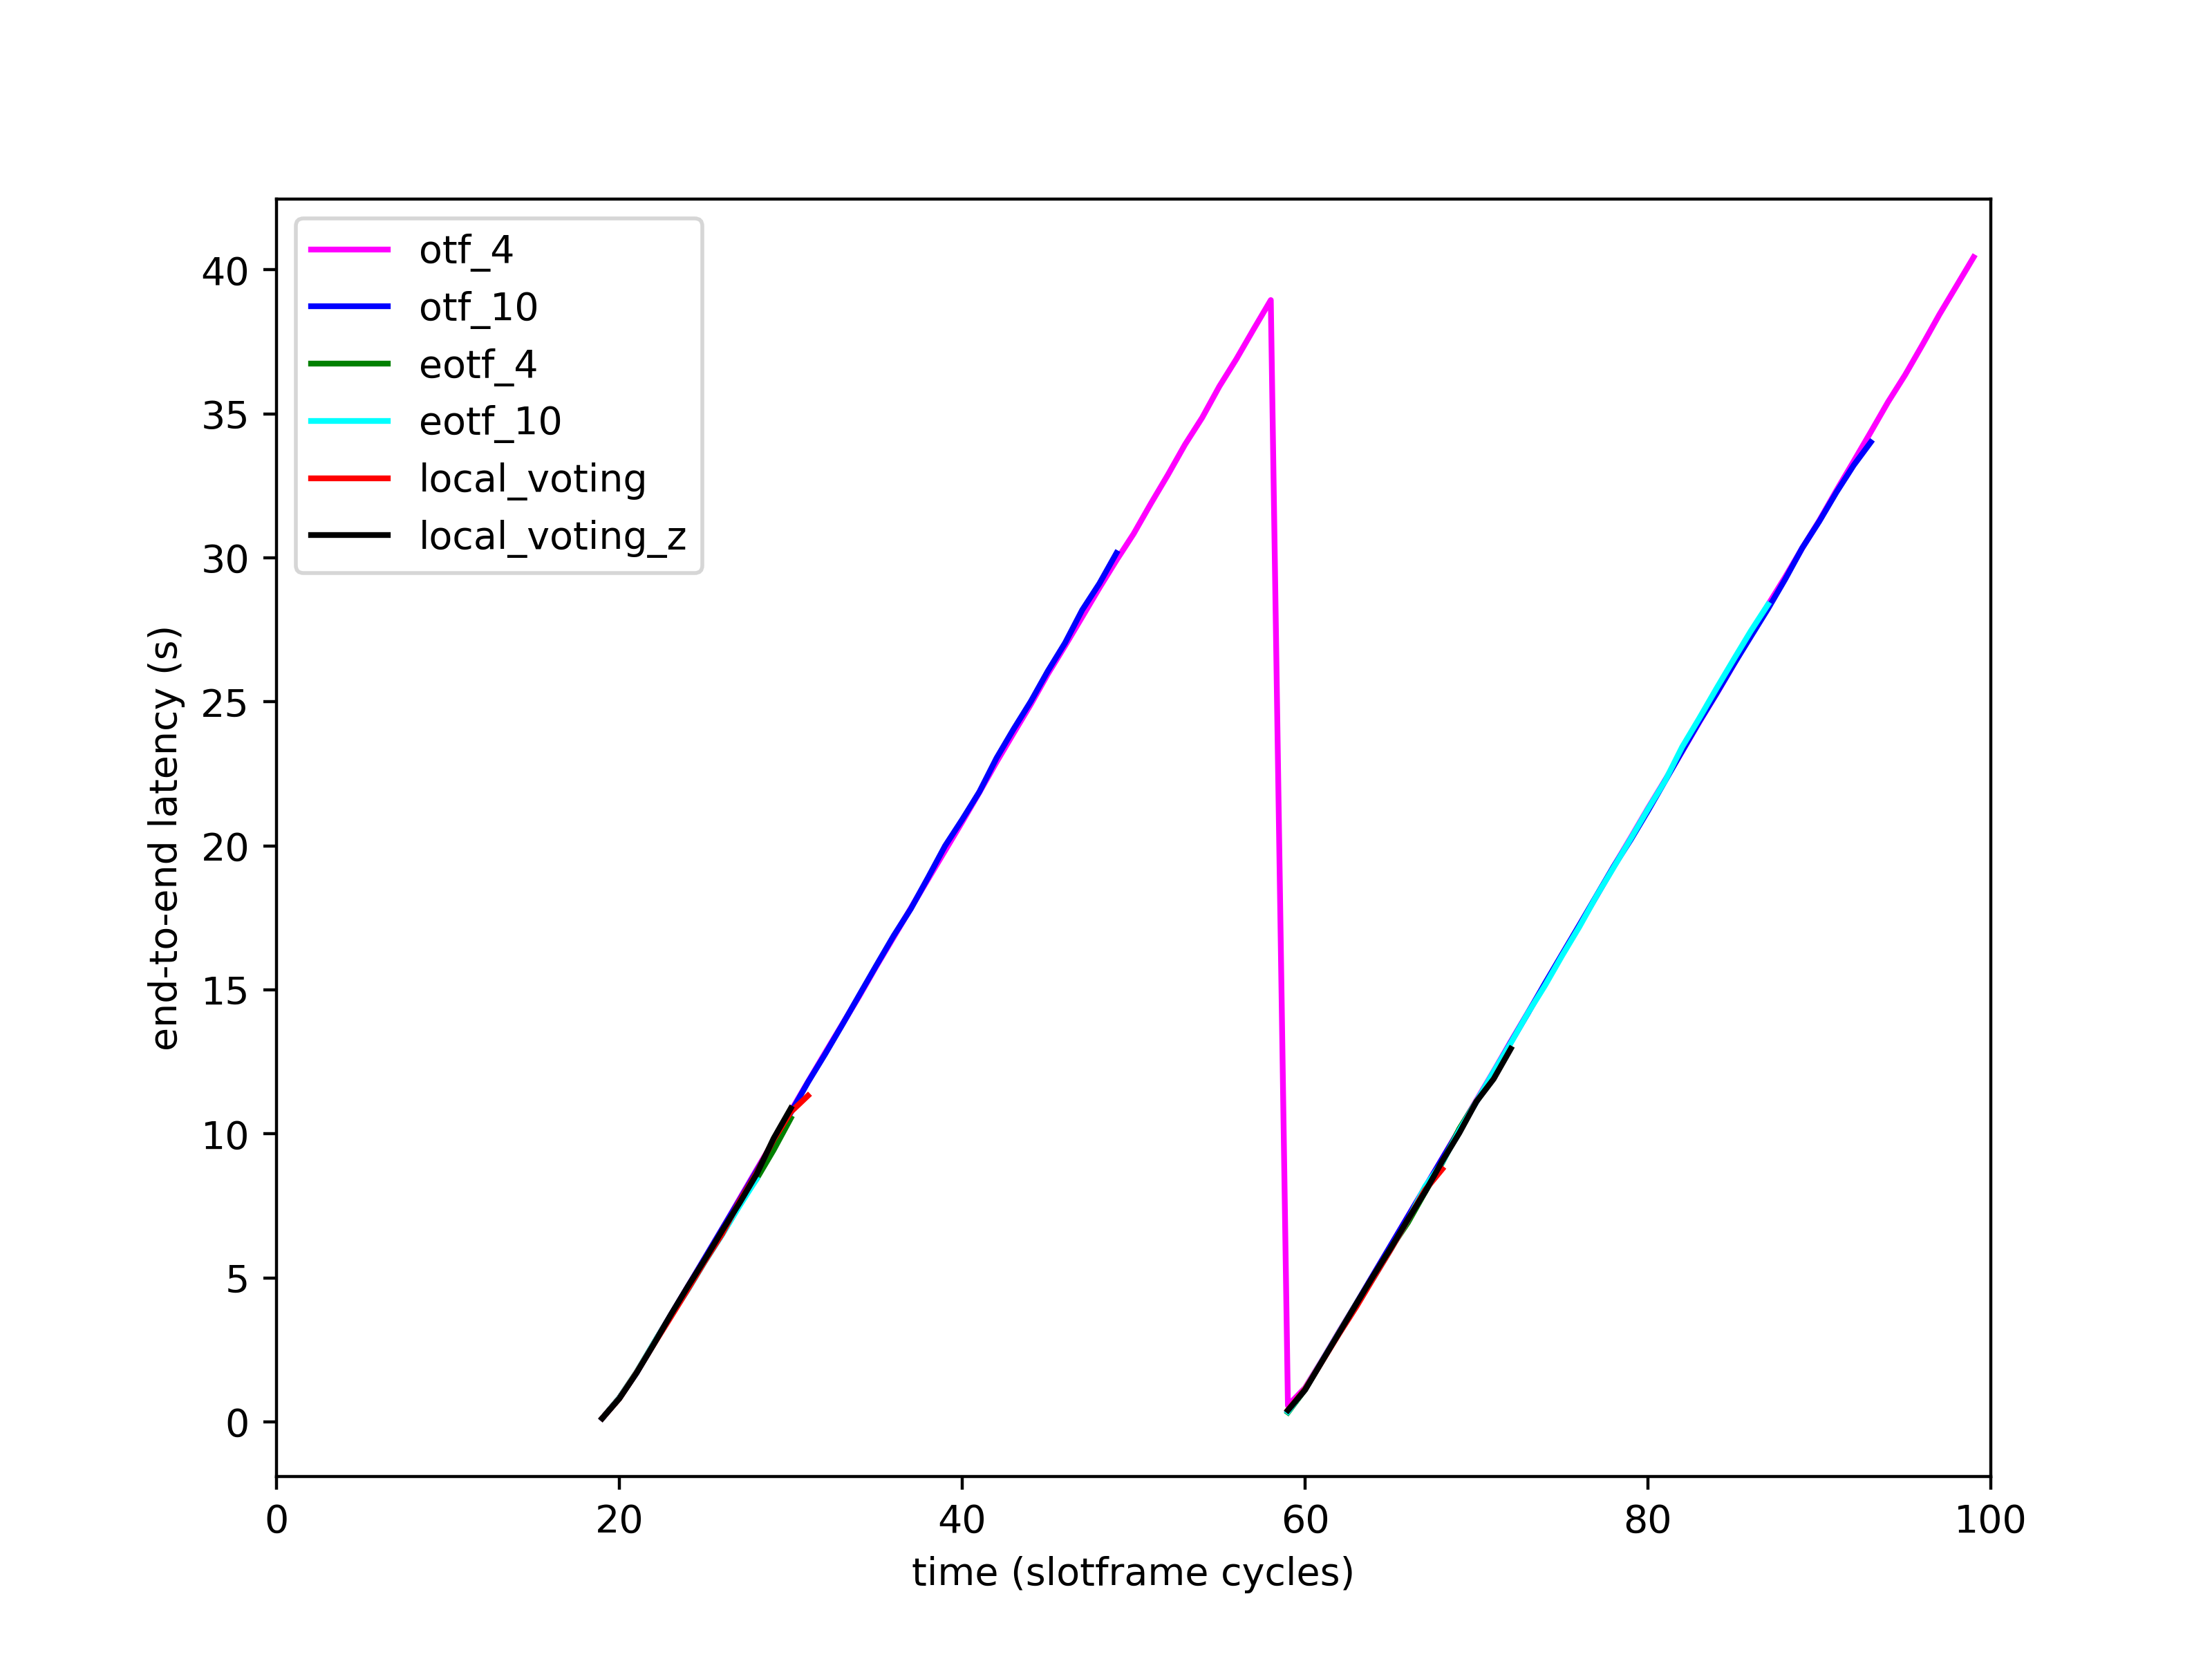 otf_4
otf_10
eotf_4
eotf_10
local_voting
local_voting_z
40
35
30
25
20
15
10
5
0
end-to-end latency (s)
0 20 40 60 80 100
time (slotframe cycles)